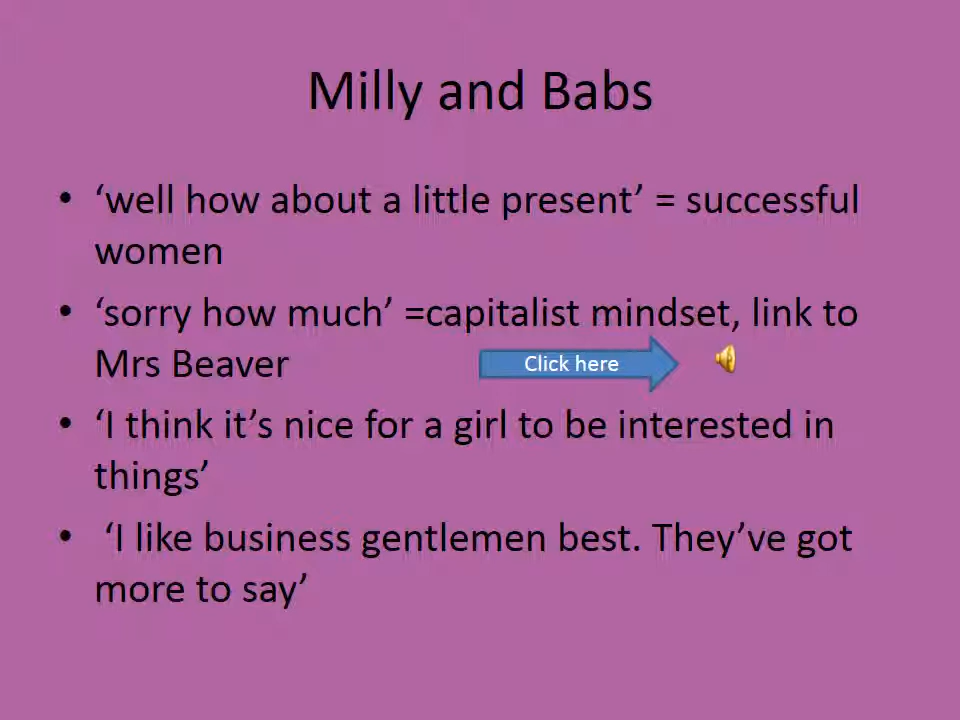 Milly and Babs
• ‘well how about a little present’ = successful
women
• ‘sorry how much’ =capitalist mindset, link to
Mrs Beaver
Click here
• ‘I think it’s nice for a girl to be interested in
things’
• ‘I like business gentlemen best. They’ve got
more to say’